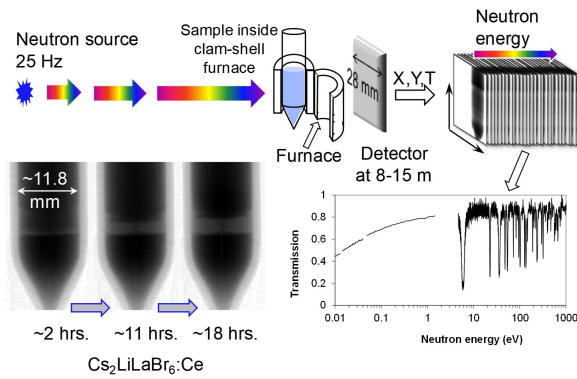 Neutron source
25 Hz
Sample inside
clam-shell
furnace
28 mm
X,Y,T
Neutron
energy
Furnace
Detector
at 8-15 m
~11.8
mm
~2 hrs.
~11 hrs.
~18 hrs.
Cs₂LiLaBr₆:Ce
Transmission
1
0.8
0.6
0.4
0.2
0
0.01
0.1
1
10
100
1000
Neutron energy (eV)